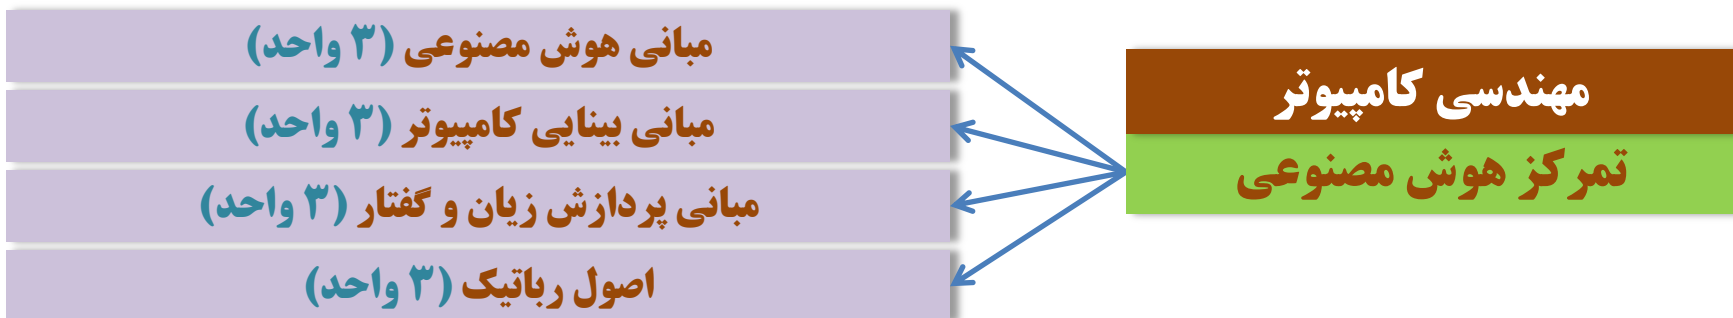 مهندسی کامپیوتر
تمرکز هوش مصنوعی
مبانی هوش مصنوعی (۳ واحد)
مبانی بینایی کامپیوتر (۳ واحد)
مبانی پردازش زبان و گفتار (۳ واحد)
اصول رباتیک (۳ واحد)